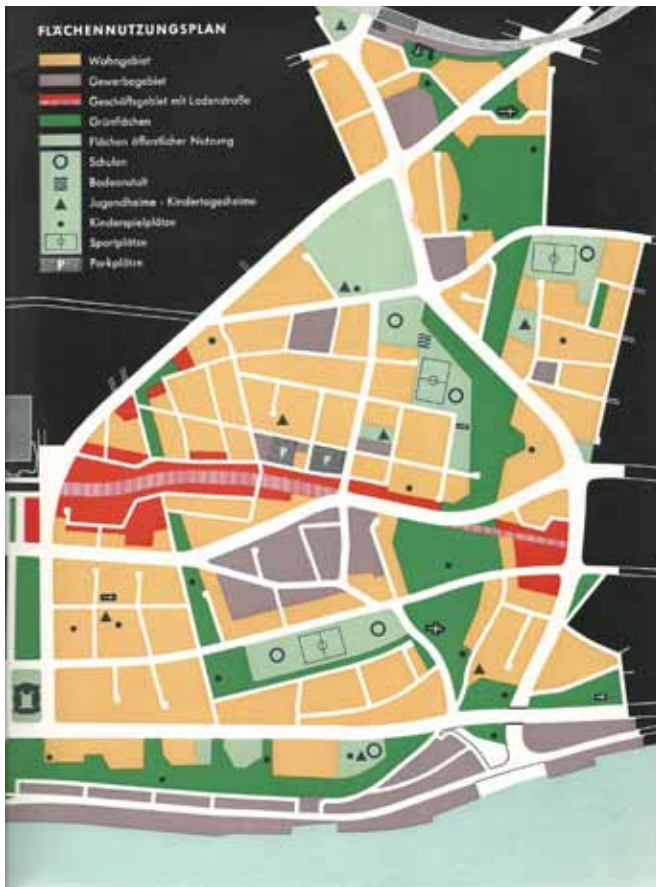 FLÄCHENNUTZUNGSPLAN
Wohngebiet
Gewerbegebiet
Geschäftsgebiet mit Ladenstraße
Grünflächen
Flächen öffentlicher Nutzung
Schulen
Badeanstalt
Jugendheime - Kindertagesheime
Kinderspielplätze
Sportplätze
P Parkplätze
P P